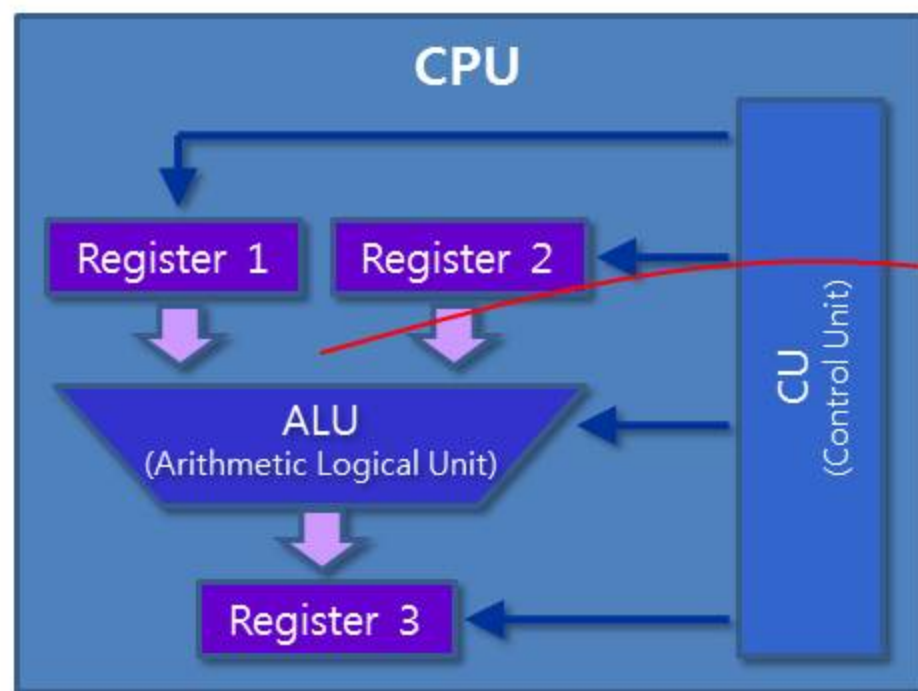 CPU
Register 1
Register 2
ALU
(Arithmetic Logical Unit)
Register 3
CU
(Control Unit)